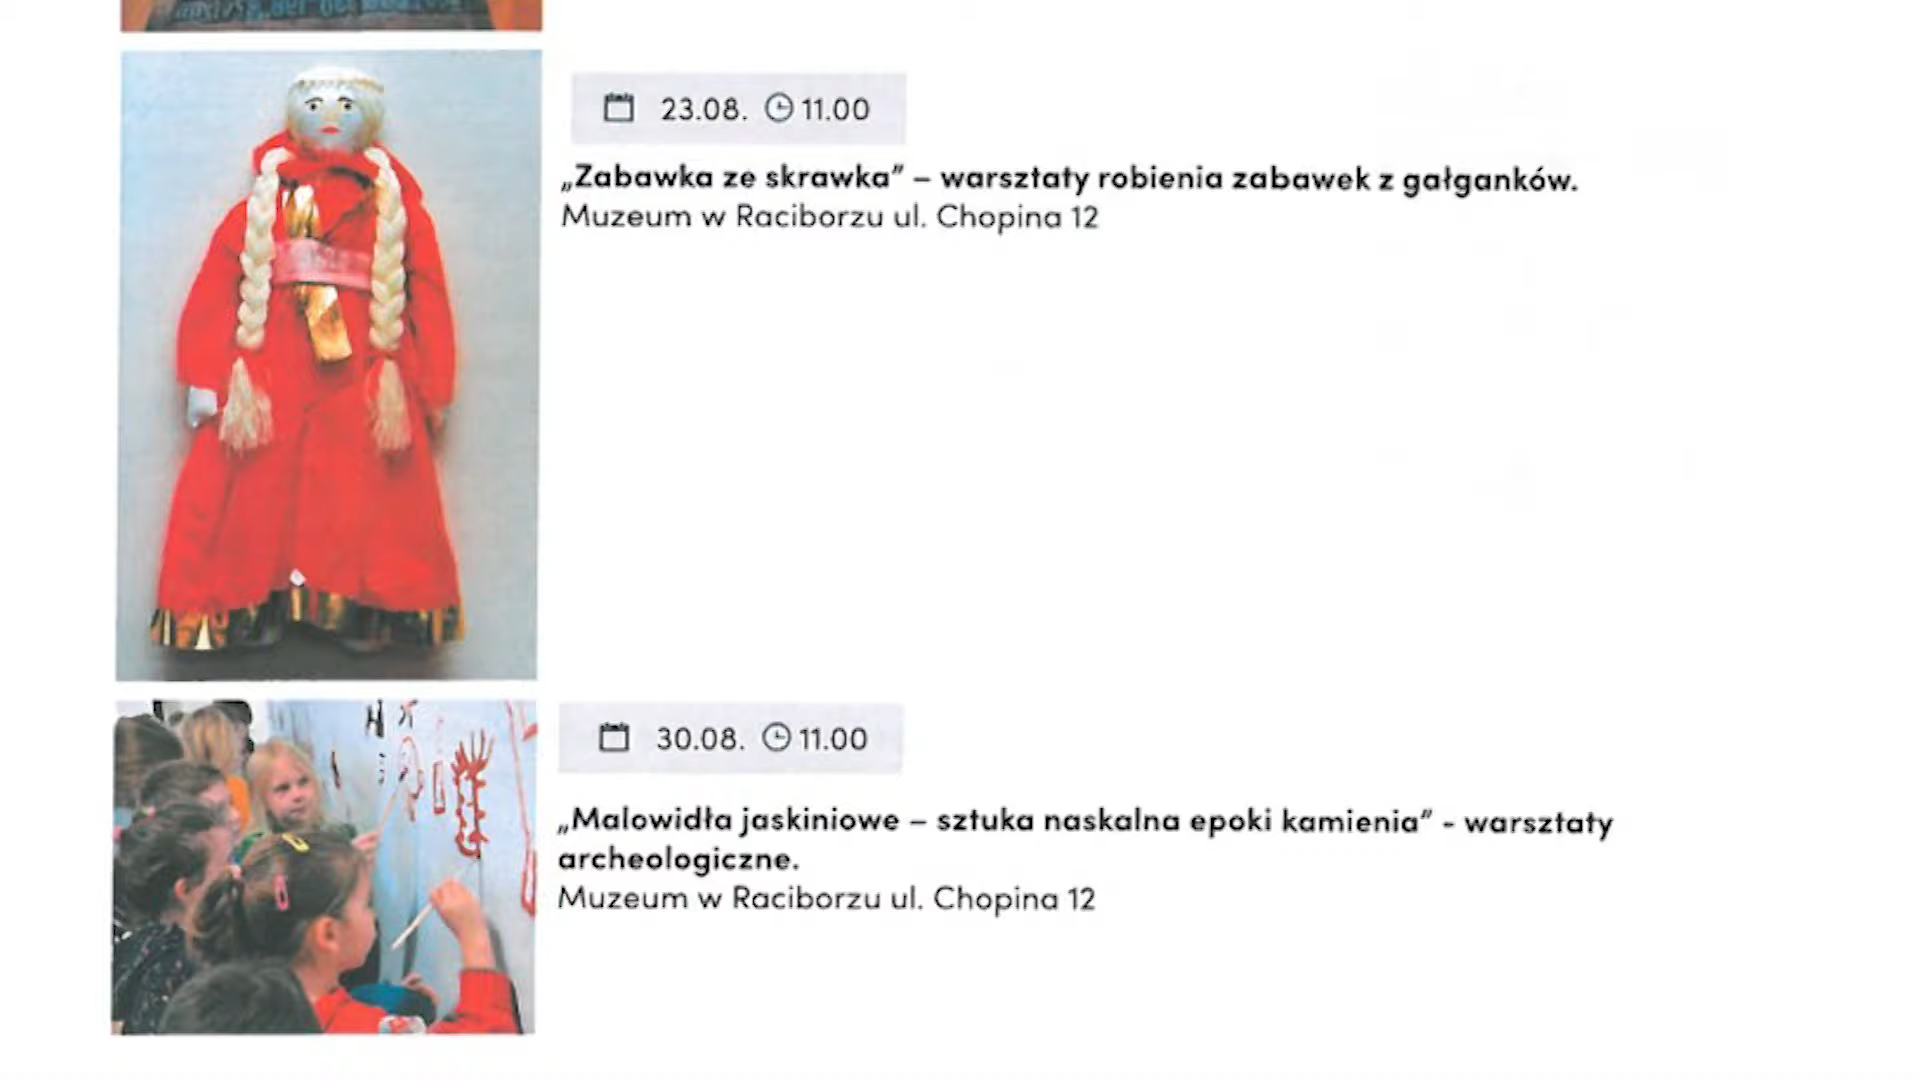 23.08. 11.00
„Zabawka ze skrawka” – warsztaty robienia zabawek z gałganków.
Muzeum w Raciborzu ul. Chopina 12
30.08. 11.00
„Malowidła jaskiniowe – sztuka naskalna epoki kamienia” - warsztaty
archeologiczne.
Muzeum w Raciborzu ul. Chopina 12